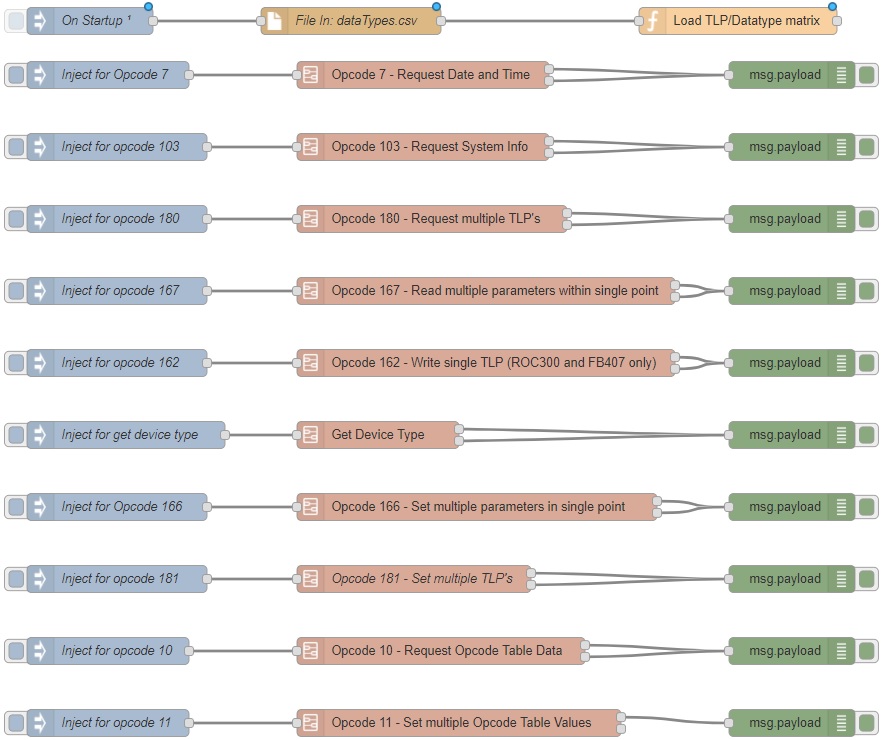 On Startup ¹ File In: dataTypes.csv Load TLP/Datatype matrix
Inject for Opcode 7 Opcode 7 - Request Date and Time msg.payload
Inject for opcode 103 Opcode 103 - Request System Info msg.payload
Inject for opcode 180 Opcode 180 - Request multiple TLP's msg.payload
Inject for opcode 167 Opcode 167 - Read multiple parameters within single point msg.payload
Inject for opcode 162 Opcode 162 - Write single TLP (ROC300 and FB407 only) msg.payload
Inject for get device type Get Device Type msg.payload
Inject for Opcode 166 Opcode 166 - Set multiple parameters in single point msg.payload
Inject for opcode 181 Opcode 181 - Set multiple TLP's msg.payload
Inject for opcode 10 Opcode 10 - Request Opcode Table Data msg.payload
Inject for opcode 11 Opcode 11 - Set multiple Opcode Table Values msg.payload